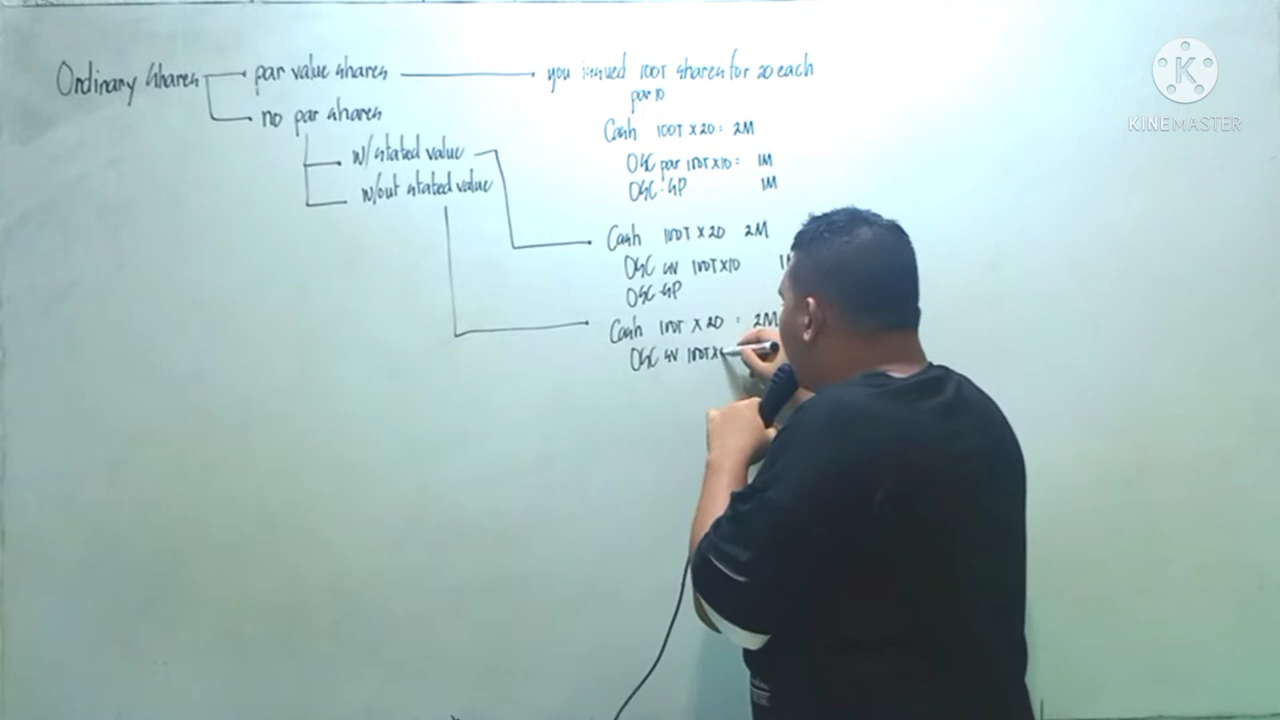 Ordinary shares par value shares you issued 100T shares for 20 each
par 10
no par shares
Cash 100T X 20 = 2M
w/ stated value
OSC par 100T X 10 = 1M
w/out stated value
OSC - SP 1M
Cash 100T X 20 2M
OSC SV 100T X 10
OSC - SP
Cash 100T X 20 = 2M
OSC SV 100T X
K
KINEMASTER